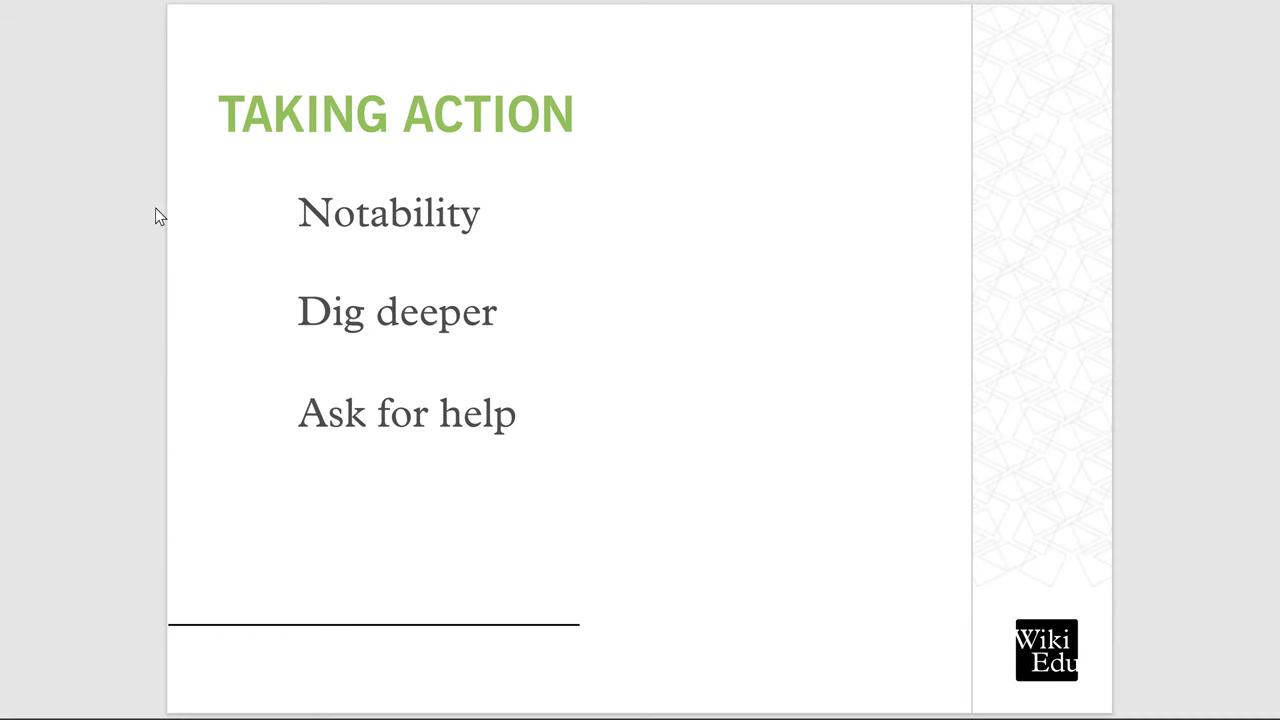 TAKING ACTION
Notability
Dig deeper
Ask for help
Wiki
Edu